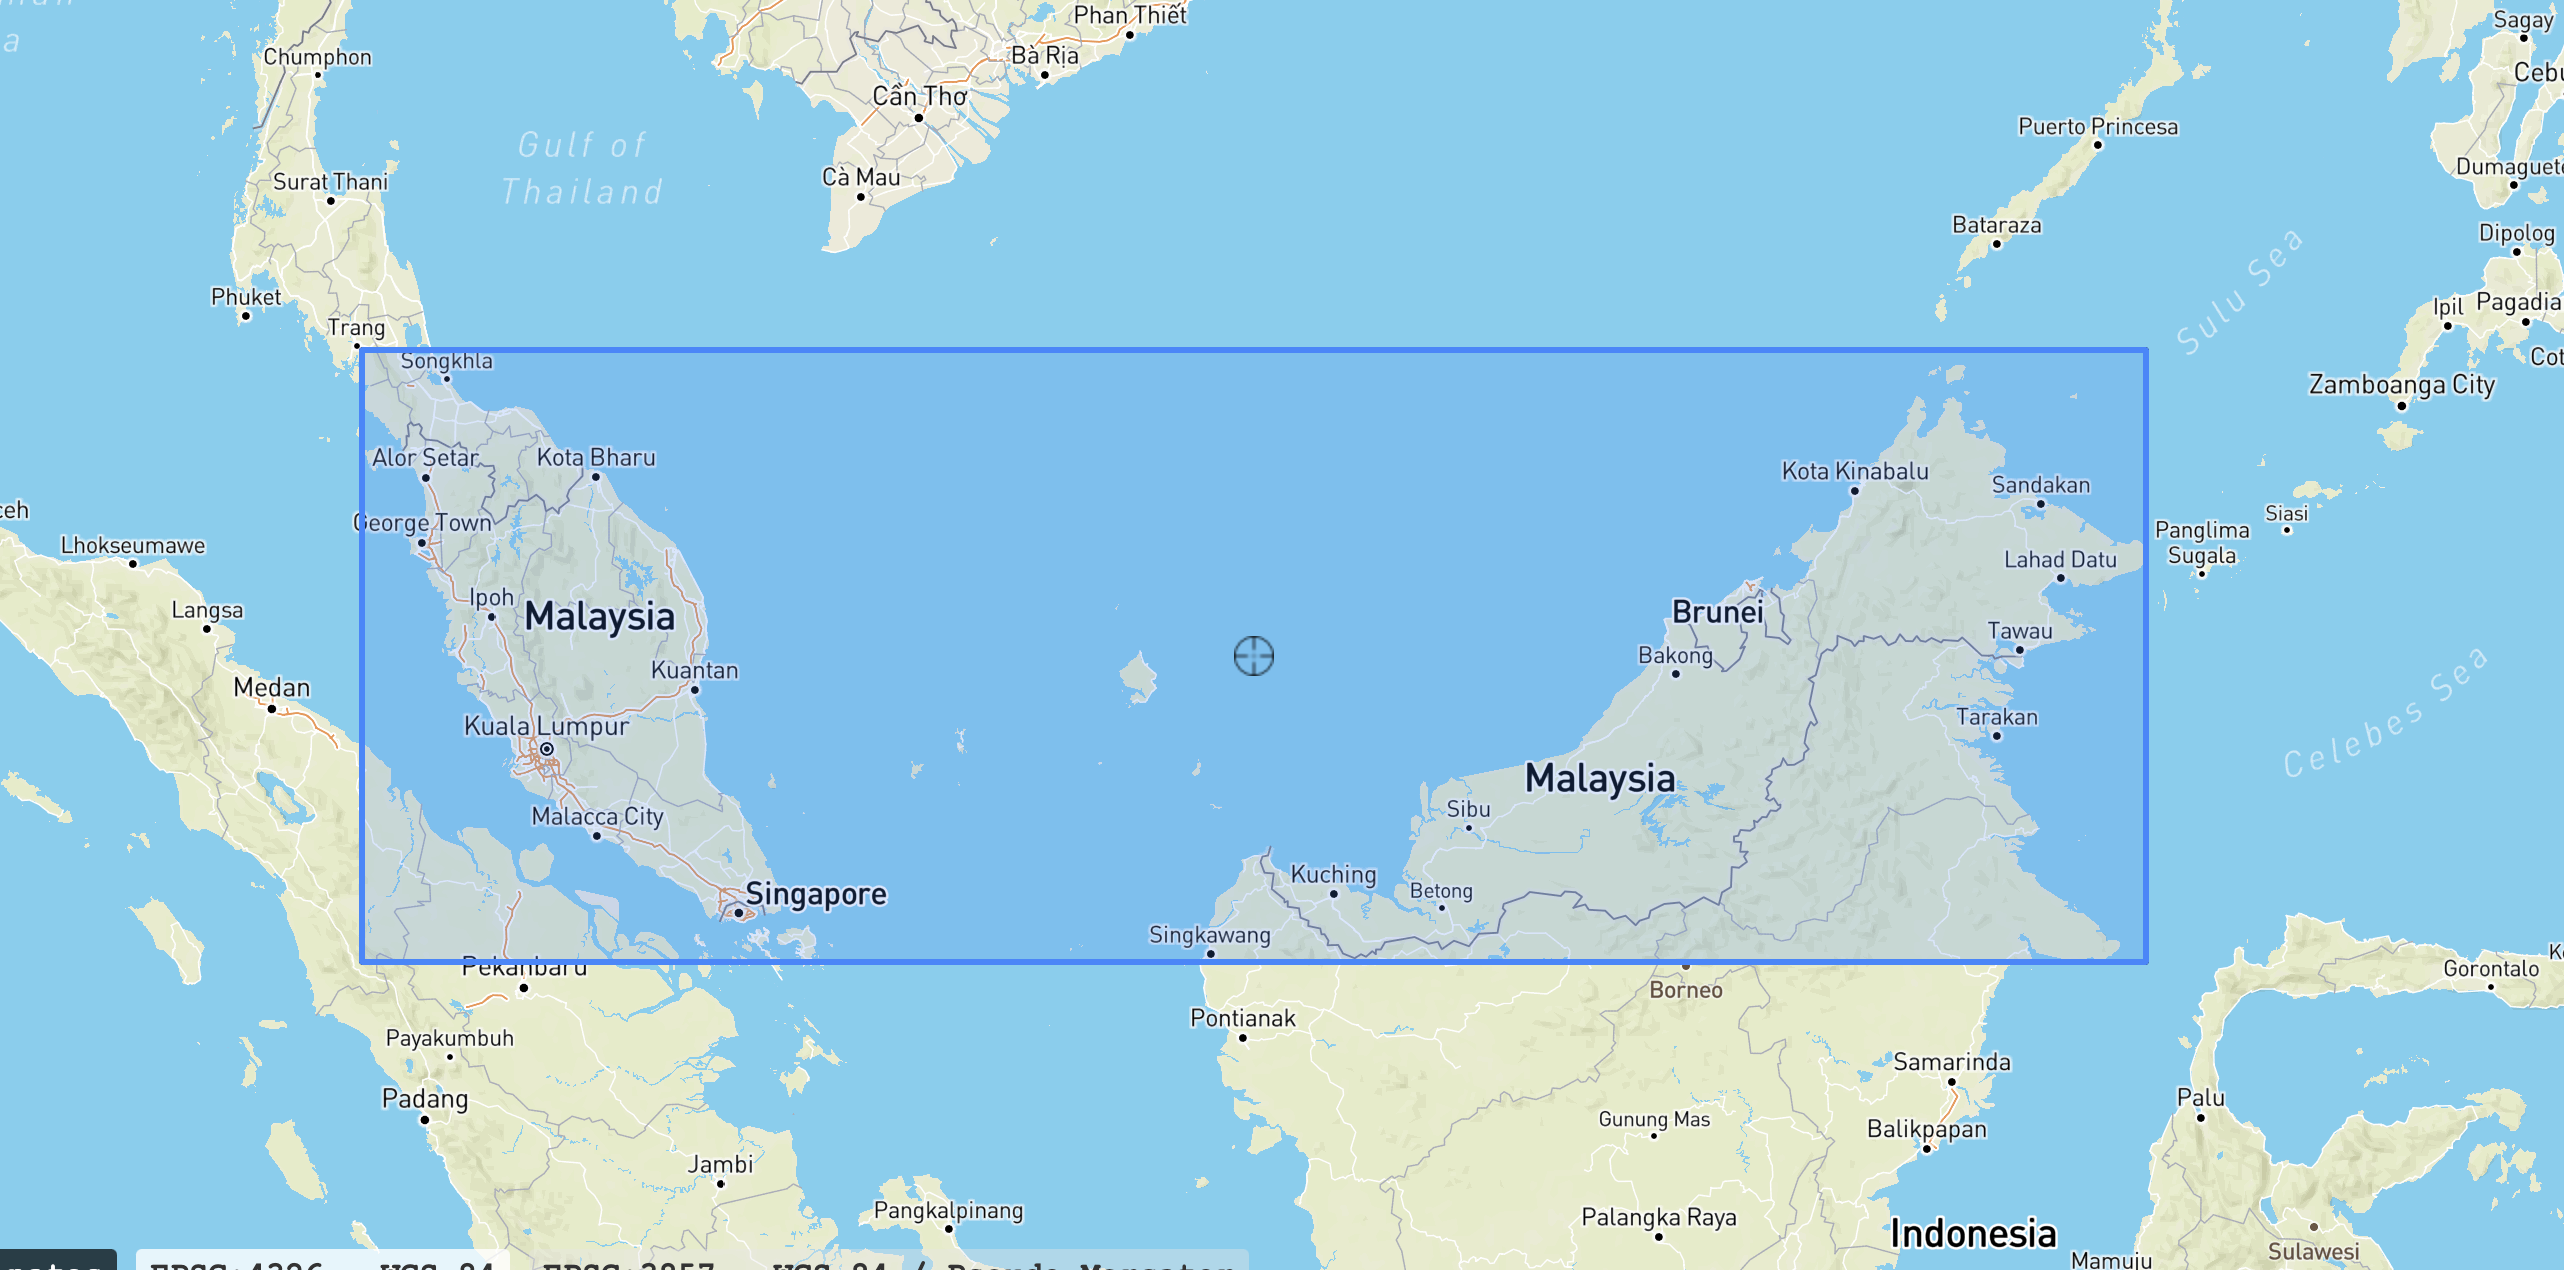 Phan Thiết
Sagay
Chumphon
Bà Rịa
Cebu
Cần Thơ
Puerto Princesa
Gulf of
Thailand
Surat Thani
Cà Mau
Dumaguete
Bataraza
Dipolog
Sulu Sea
Phuket
Ipil
Pagadia
Trang
Songkhla
Cot
Zamboanga City
Alor Setar
Kota Bharu
Kota Kinabalu
Sandakan
ceh
George Town
Siasi
Panglima
Sugala
Lhokseumawe
Lahad Datu
Ipoh
Langsa
Malaysia
Brunei
Tawau
Bakong
Kuantan
Medan
Celebes Sea
Tarakan
Kuala Lumpur
Malaysia
Malacca City
Sibu
Kuching
Singapore
Betong
Singkawang
Pekanbaru
Gorontalo
Borneo
Pontianak
Payakumbuh
Samarinda
Padang
Palu
Gunung Mas
Balikpapan
Jambi
Pangkalpinang
Palangka Raya
Indonesia
Sulawesi
Mamuju